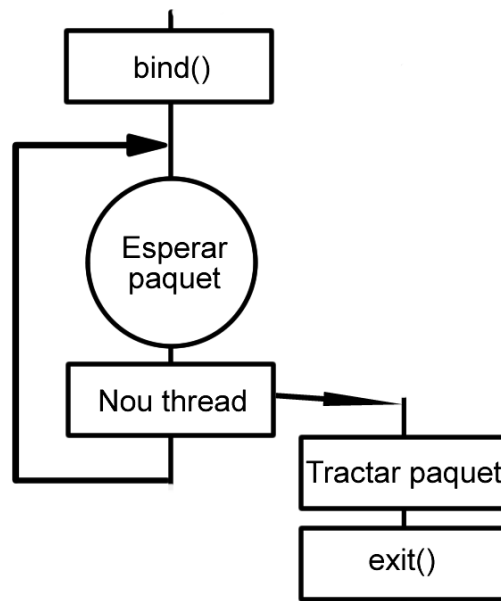 bind()
Esperar
paquet
Nou thread
Tractar paquet
exit()